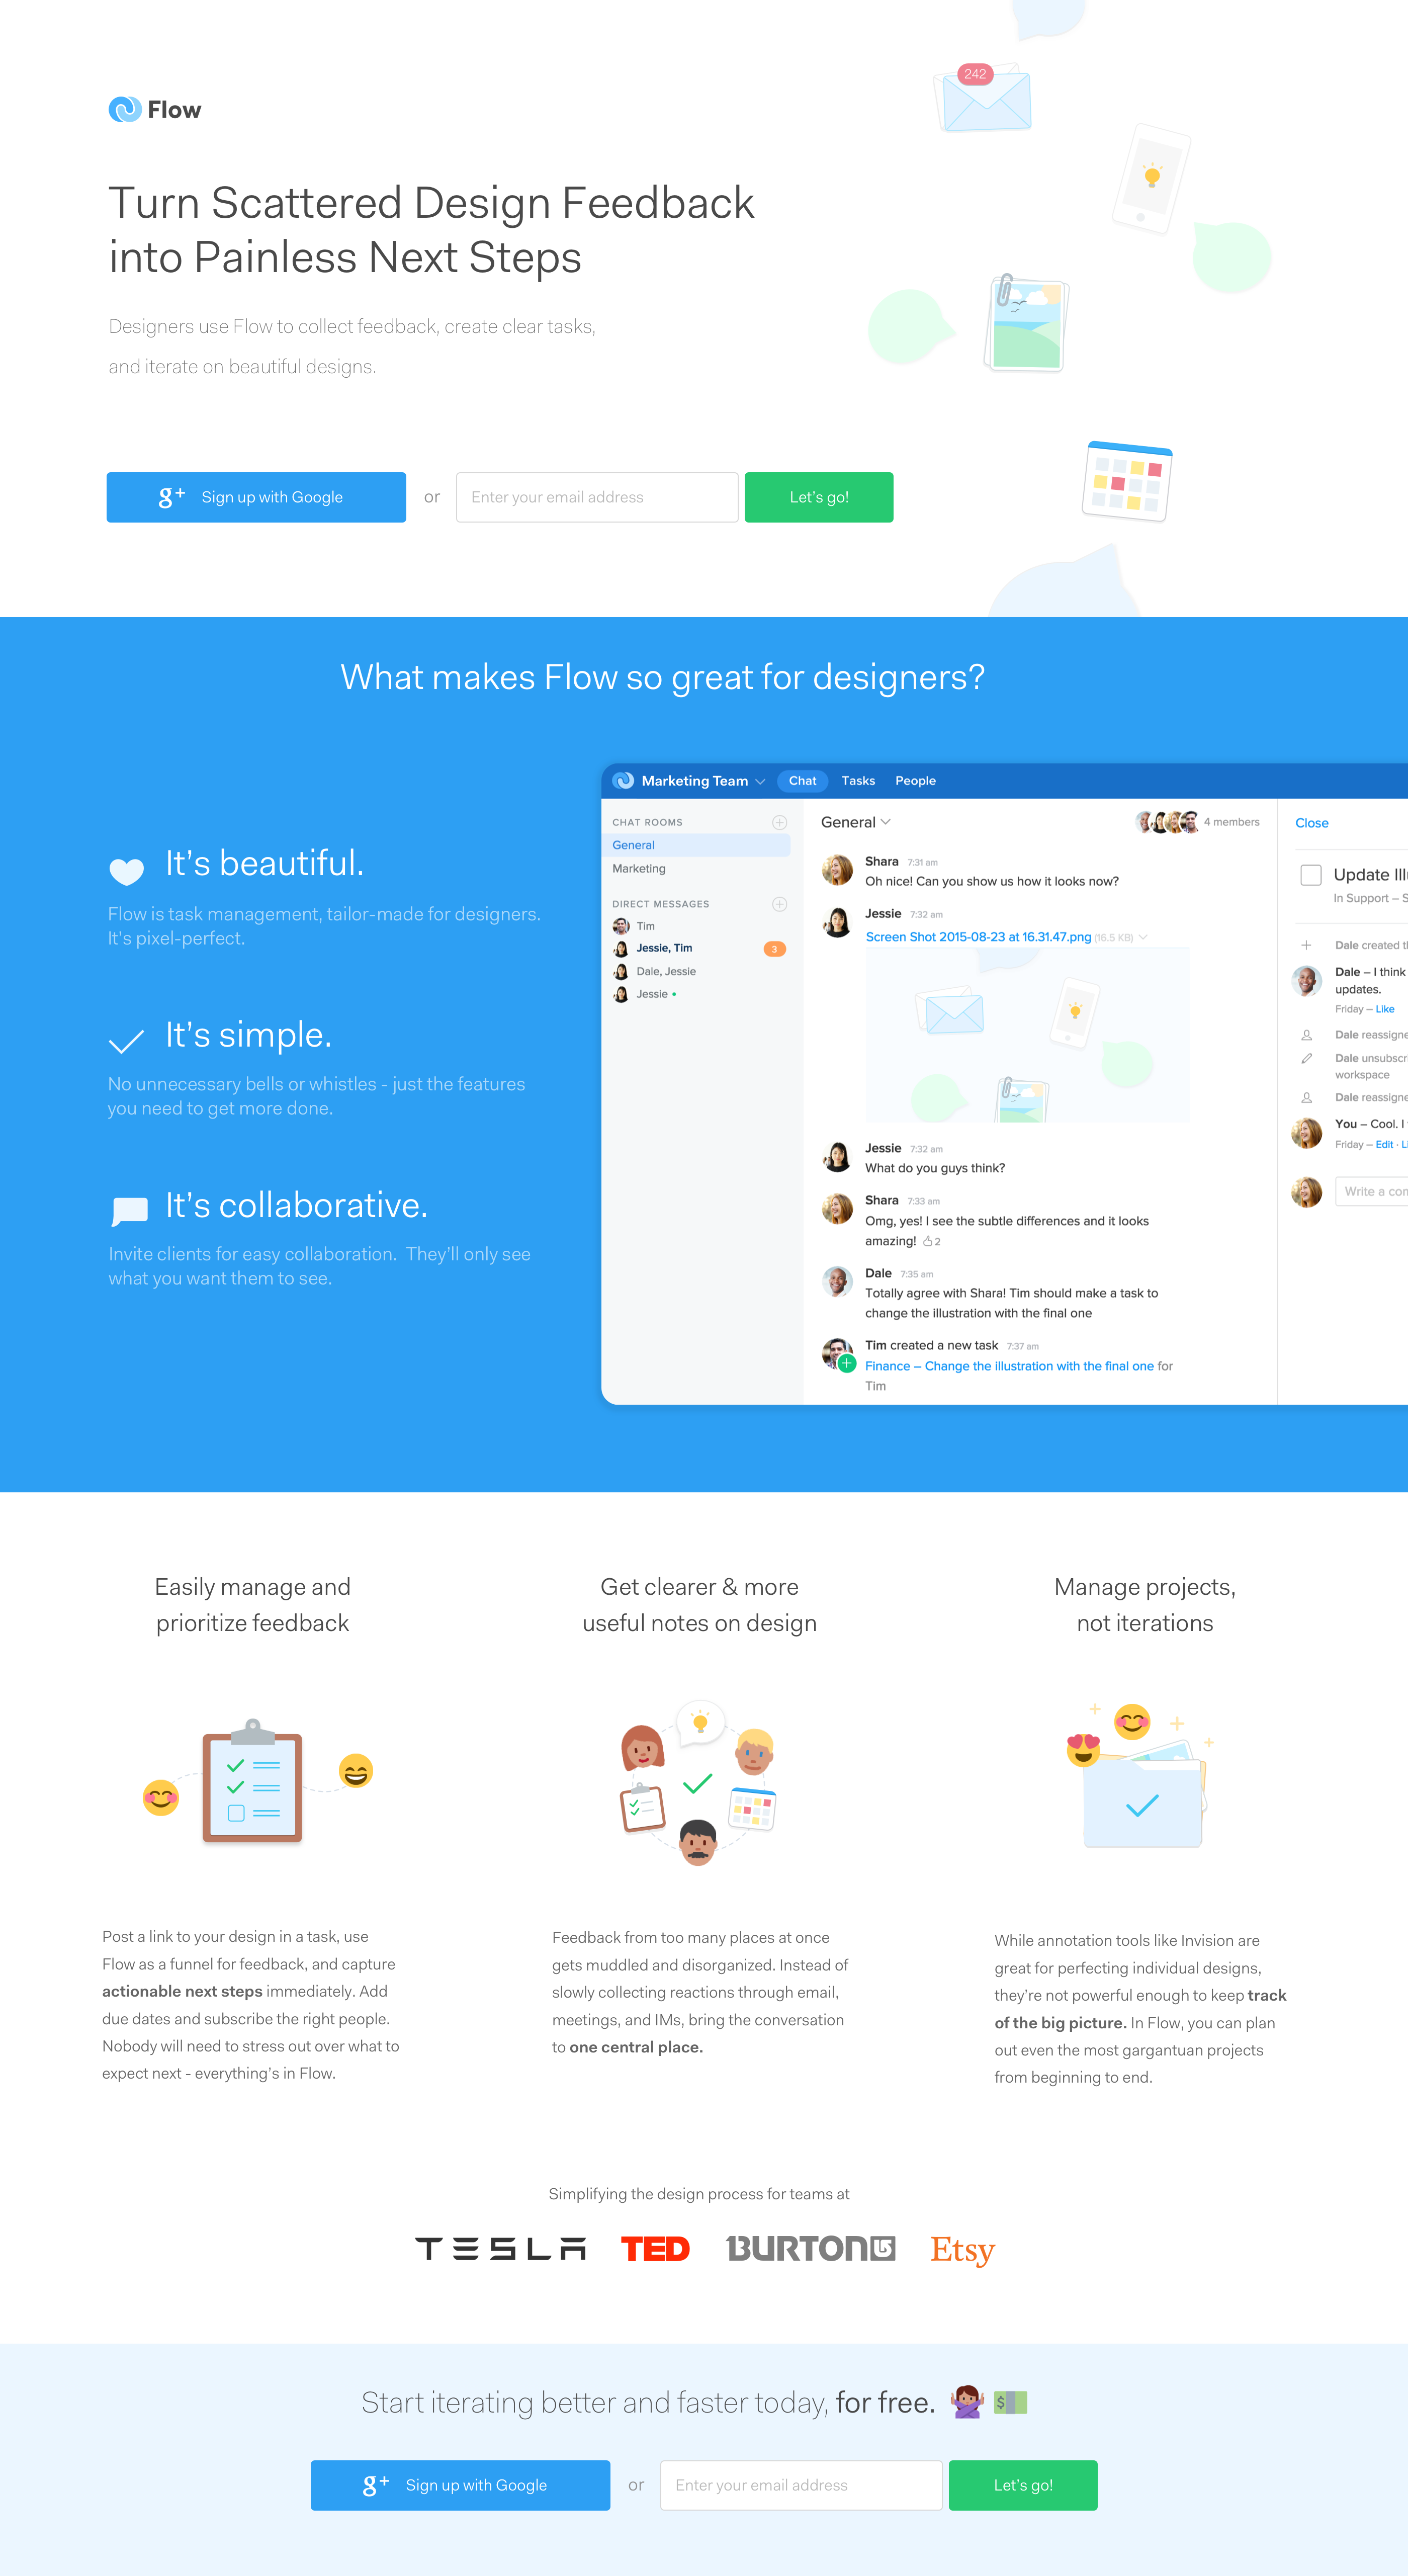 242
Flow
Turn Scattered Design Feedback
into Painless Next Steps
Designers use Flow to collect feedback, create clear tasks,
and iterate on beautiful designs.
g+ Sign up with Google or Enter your email address Let's go!
What makes Flow so great for designers?
It's beautiful.
Flow is task management, tailor-made for designers.
It's pixel-perfect.
It's simple.
No unnecessary bells or whistles - just the features
you need to get more done.
It's collaborative.
Invite clients for easy collaboration.  They'll only see
what you want them to see.
Marketing Team Chat Tasks People
CHAT ROOMS
General
Marketing
DIRECT MESSAGES
Tim
Jessie, Tim 3
Dale, Jessie
Jessie
General 4 members
Shara 7:31 am
Oh nice! Can you show us how it looks now?
Jessie 7:32 am
Screen Shot 2015-08-23 at 16.31.47.png (16.5 KB)
Jessie 7:32 am
What do you guys think?
Shara 7:33 am
Omg, yes! I see the subtle differences and it looks
amazing! 2
Dale 7:35 am
Totally agree with Shara! Tim should make a task to
change the illustration with the final one
Tim created a new task 7:37 am
Finance – Change the illustration with the final one for
Tim
Close
Update Ill
In Support – S
Dale created t
Dale – I think
updates.
Friday – Like
Dale reassigne
Dale unsubscr
workspace
Dale reassigne
You – Cool. I
Friday – Edit · L
Write a com
Easily manage and
prioritize feedback
Post a link to your design in a task, use
Flow as a funnel for feedback, and capture
actionable next steps immediately. Add
due dates and subscribe the right people.
Nobody will need to stress out over what to
expect next - everything's in Flow.
Get clearer & more
useful notes on design
Feedback from too many places at once
gets muddled and disorganized. Instead of
slowly collecting reactions through email,
meetings, and IMs, bring the conversation
to one central place.
Manage projects,
not iterations
While annotation tools like Invision are
great for perfecting individual designs,
they're not powerful enough to keep track
of the big picture. In Flow, you can plan
out even the most gargantuan projects
from beginning to end.
Simplifying the design process for teams at
TESLA TED BURTON Etsy
Start iterating better and faster today, for free.
g+ Sign up with Google or Enter your email address Let's go!